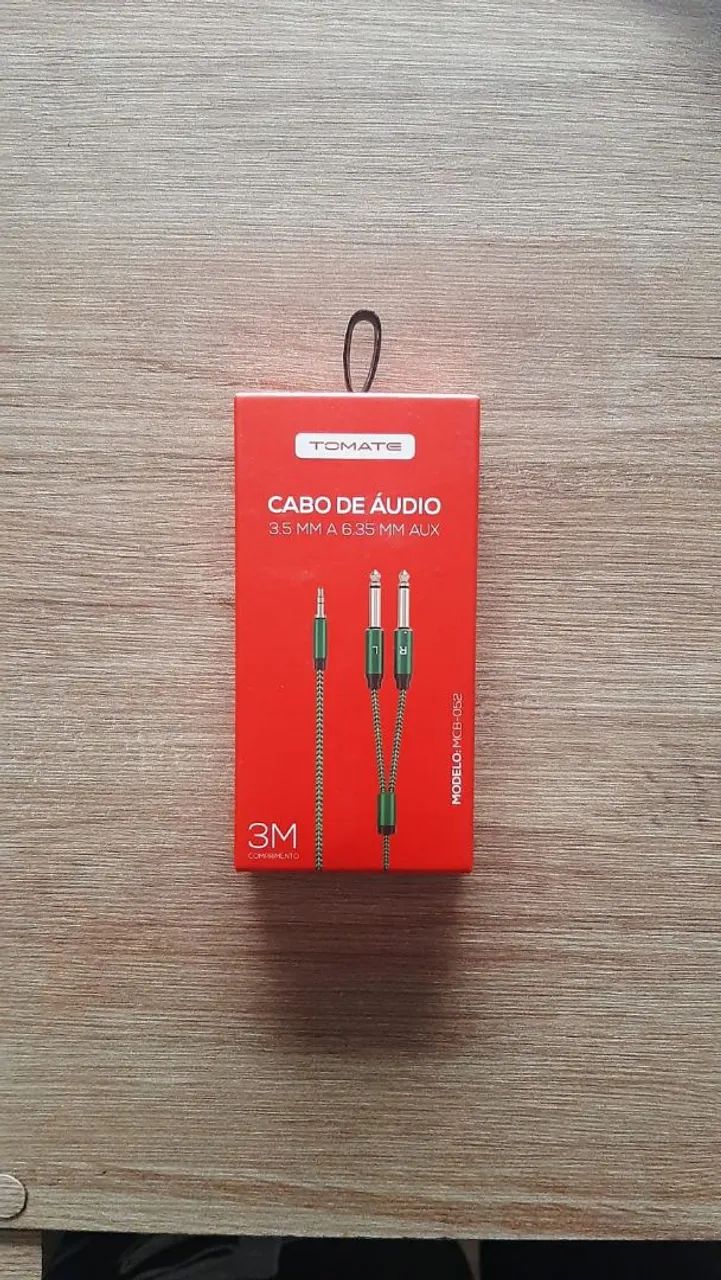 TOMATE
CABO DE ÁUDIO
3.5 MM A 6.35 MM AUX
L
R
MODELO: MCB-052
3M
COMPRIMENTO